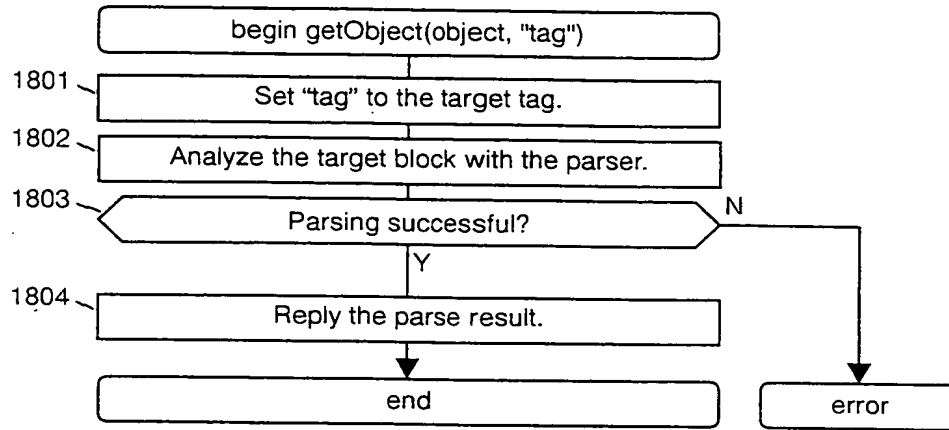 begin getObject(object, "tag")
1801
Set “tag” to the target tag.
1802
Analyze the target block with the parser.
1803
Parsing successful?
N
Y
1804
Reply the parse result.
end
error